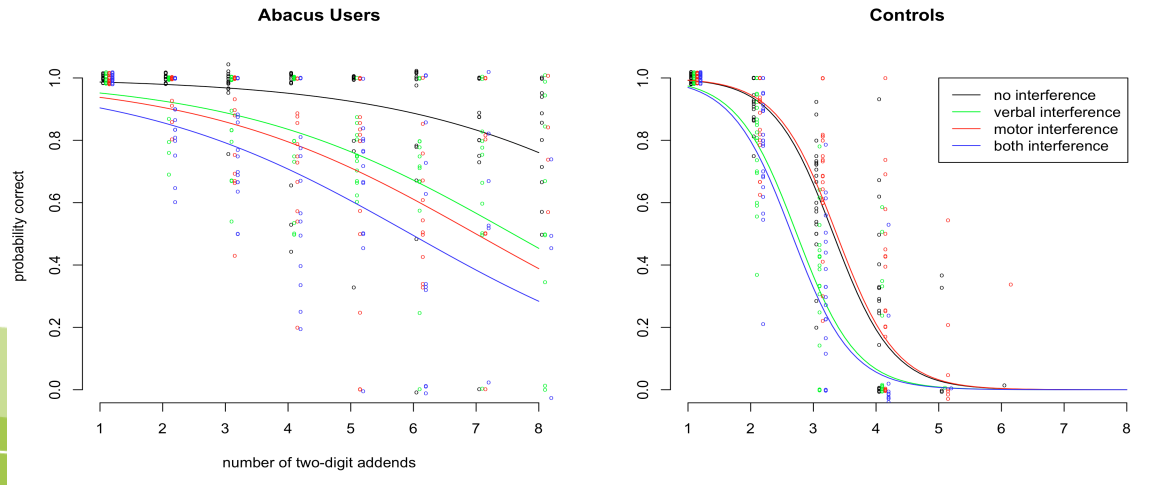 Abacus Users
probability correct
1.0
0.8
0.6
0.4
0.2
0.0
1 2 3 4 5 6 7 8
number of two-digit addends
Controls
1.0
0.8
0.6
0.4
0.2
0.0
no interference
verbal interference
motor interference
both interference
1 2 3 4 5 6 7 8